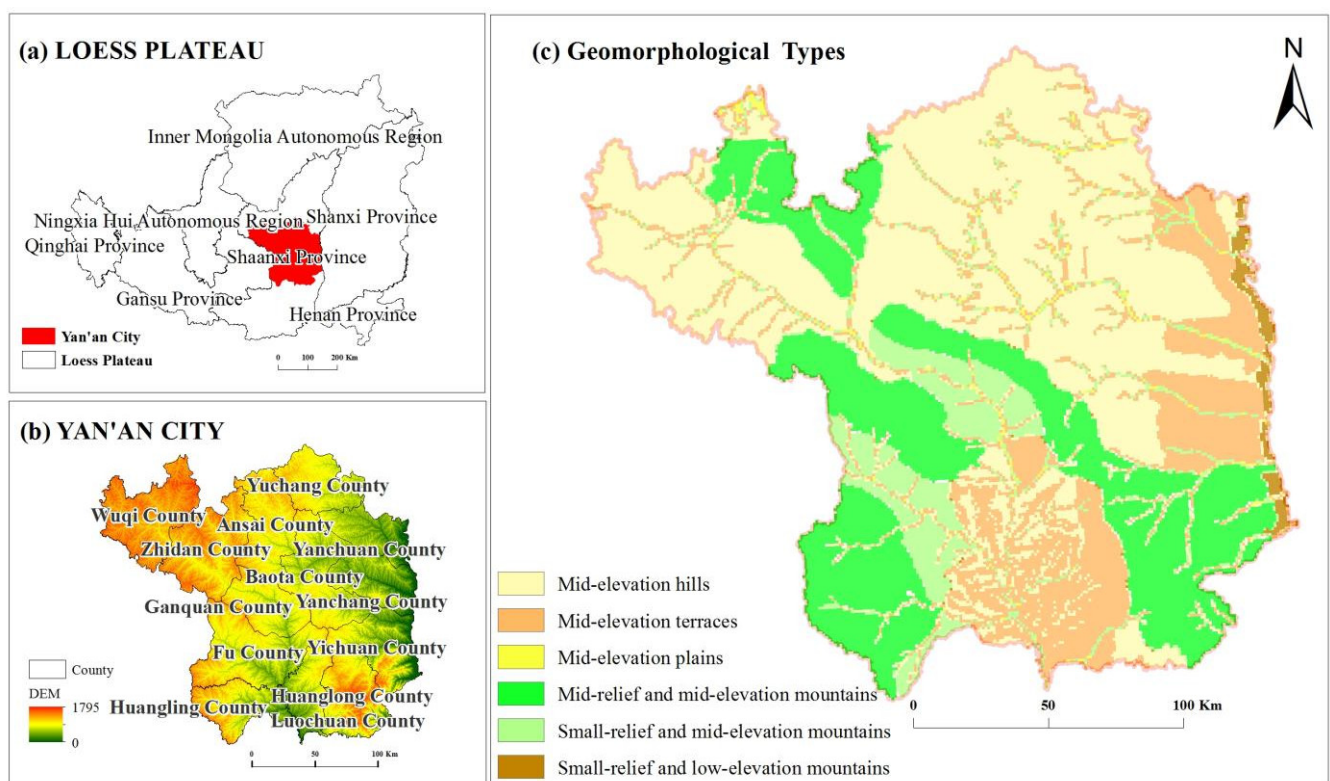 (a) LOESS PLATEAU
Inner Mongolia Autonomous Region
Ningxia Hui Autonomous Region
Shanxi Province
Qinghai Province
Shaanxi Province
Gansu Province
Henan Province
Yan'an City
Loess Plateau
0 100 200 Km
(b) YAN'AN CITY
Yuchang County
Wuqi County
Ansai County
Zhidan County
Yanchuan County
Baota County
Ganquan County
Yanchang County
Fu County
Yichuan County
Huangling County
Huanglong County
Luochuan County
County
DEM
1795
0
0 50 100 Km
(c) Geomorphological Types
N
Mid-elevation hills
Mid-elevation terraces
Mid-elevation plains
Mid-relief and mid-elevation mountains
Small-relief and mid-elevation mountains
Small-relief and low-elevation mountains
0 50 100 Km